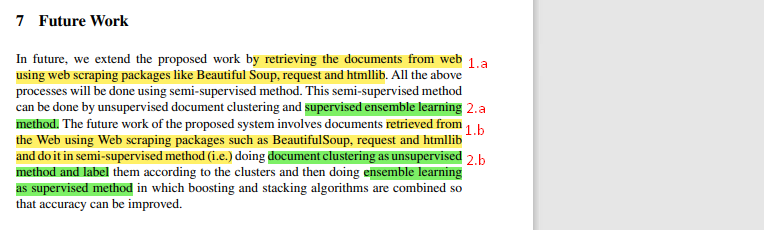 7 Future Work
In future, we extend the proposed work by retrieving the documents from web 1.a
using web scraping packages like Beautiful Soup, request and htmllib. All the above
processes will be done using semi-supervised method. This semi-supervised method
can be done by unsupervised document clustering and supervised ensemble learning 2.a
method. The future work of the proposed system involves documents retrieved from 1.b
the Web using Web scraping packages such as BeautifulSoup, request and htmllib
and do it in semi-supervised method (i.e.) doing document clustering as unsupervised 2.b
method and label them according to the clusters and then doing ensemble learning
as supervised method in which boosting and stacking algorithms are combined so
that accuracy can be improved.